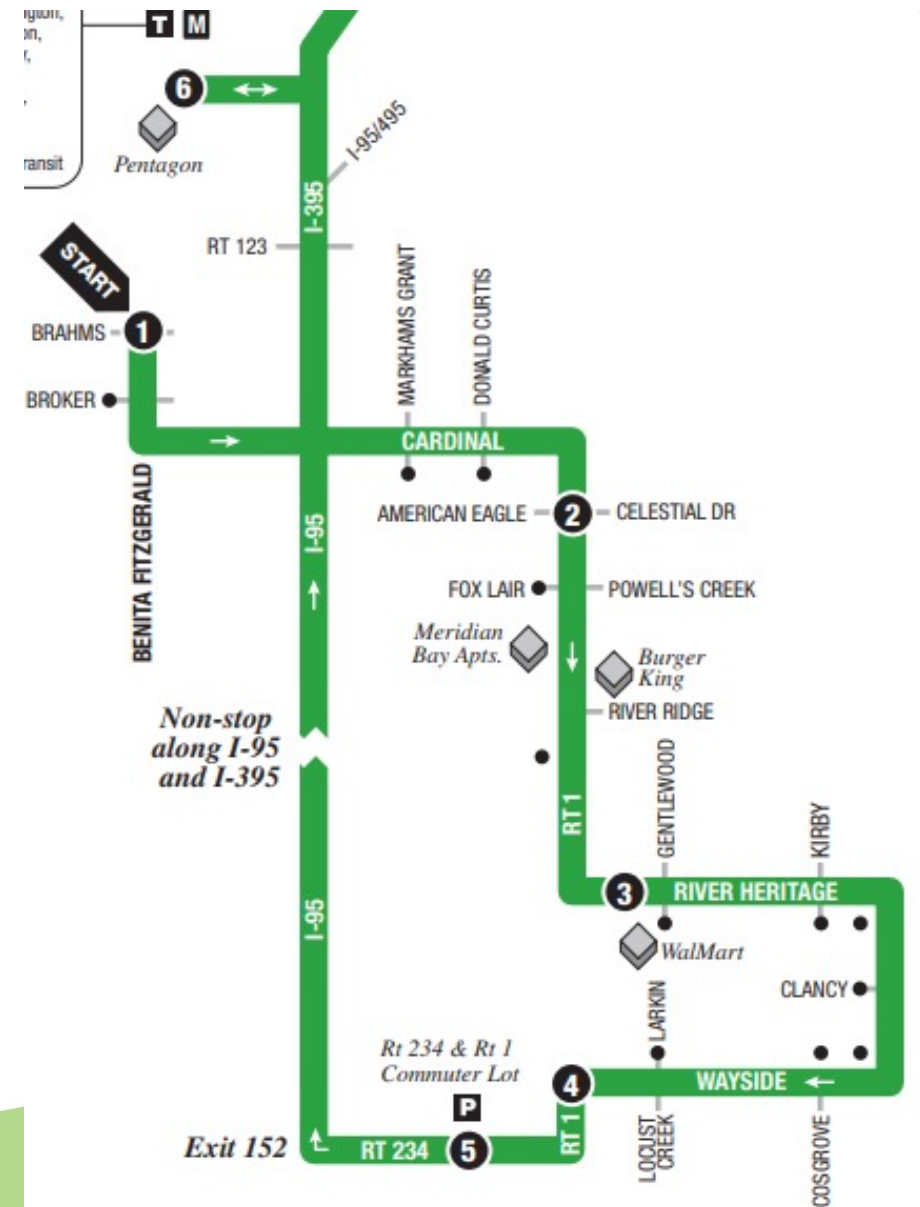 T M
6
Pentagon
ransit
I-95/495
I-395
RT 123
START
BRAHMS
1
BROKER
BENITA FITZGERALD
MARKHAMS GRANT
DONALD CURTIS
CARDINAL
AMERICAN EAGLE
2
CELESTIAL DR
I-95
FOX LAIR
POWELL'S CREEK
Meridian
Bay Apts.
Burger
King
RIVER RIDGE
Non-stop
along I-95
and I-395
RT 1
GENTLEWOOD
KIRBY
3
RIVER HERITAGE
I-95
WalMart
CLANCY
LARKIN
Rt 234 & Rt 1
Commuter Lot
P
4
WAYSIDE
RT 1
LOCUST
CREEK
COSGROVE
Exit 152
RT 234
5